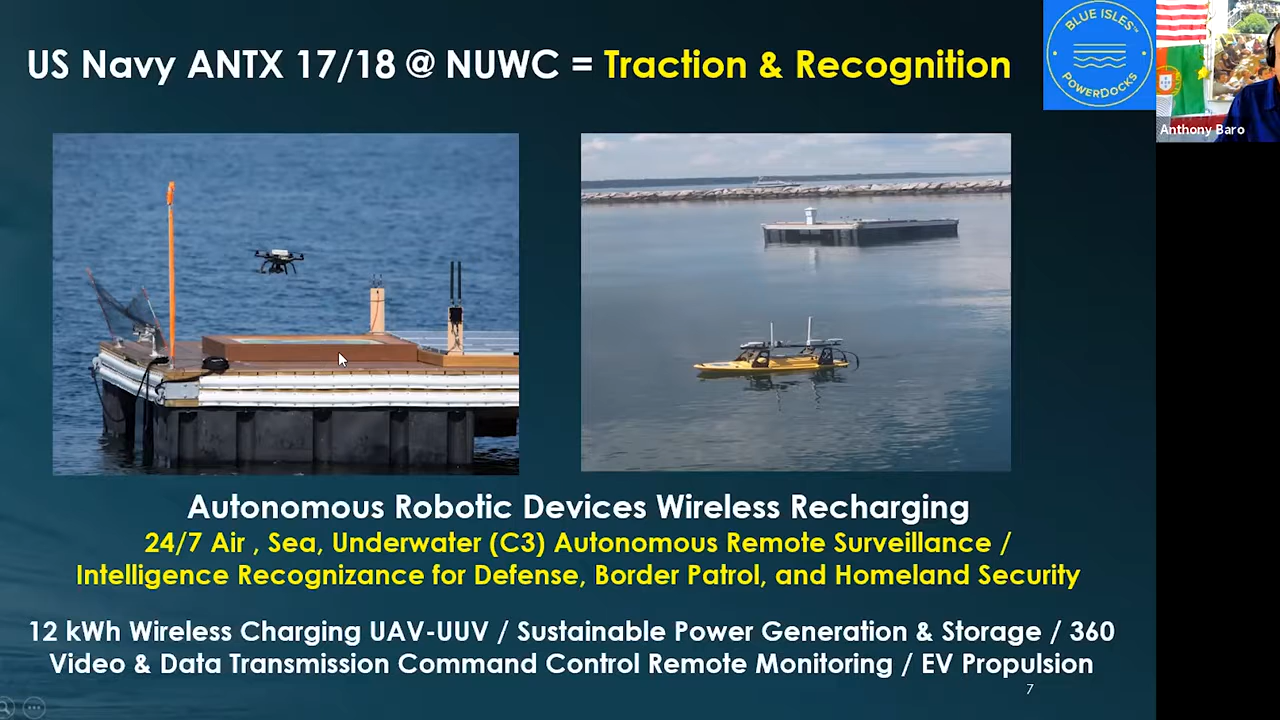 US Navy ANTX 17/18 @ NUWC = Traction & Recognition
BLUE ISLES™
POWERDOCKS
Anthony Baro
Autonomous Robotic Devices Wireless Recharging
24/7 Air , Sea, Underwater (C3) Autonomous Remote Surveillance /
Intelligence Recognizance for Defense, Border Patrol, and Homeland Security
12 kWh Wireless Charging UAV-UUV / Sustainable Power Generation & Storage / 360
Video & Data Transmission Command Control Remote Monitoring / EV Propulsion
7